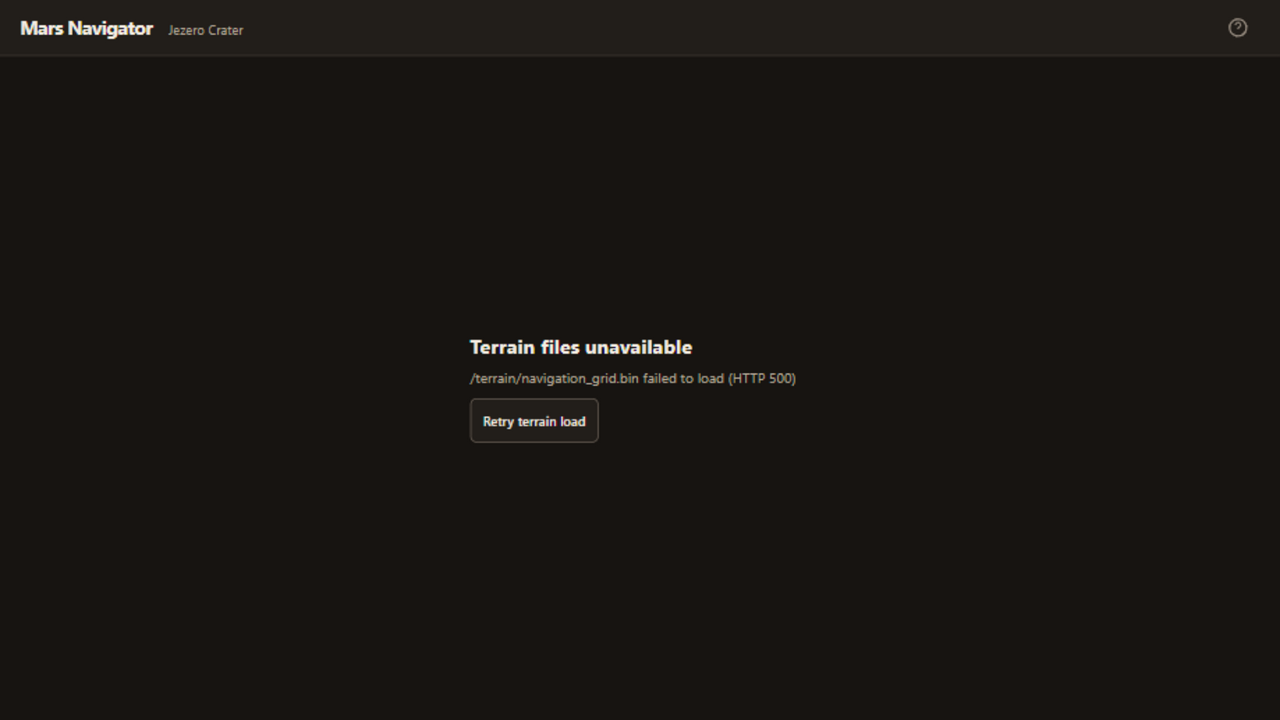 Mars Navigator Jezero Crater
Terrain files unavailable
/terrain/navigation_grid.bin failed to load (HTTP 500)
Retry terrain load